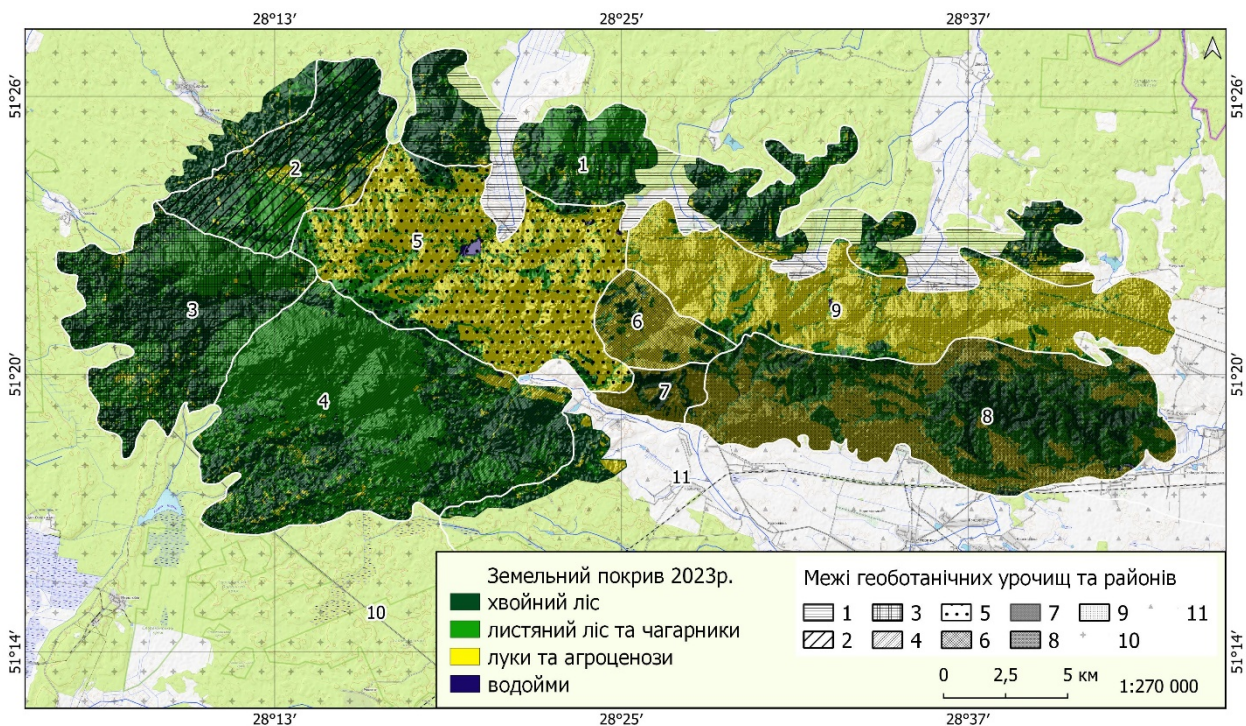 28°13′ 28°25′ 28°37′
51°26′ 51°26′
1
2
5
3
9
6
51°20′ 51°20′
7
4
8
11
Земельний покрив 2023р.
хвойний ліс
листяний ліс та чагарники
луки та агроценози
водойми
Межі геоботанічних урочищ та районів
1 3 5 7 9 11
2 4 6 8 10
0 2,5 5 км
1:270 000
10
51°14′ 51°14′
28°13′ 28°25′ 28°37′